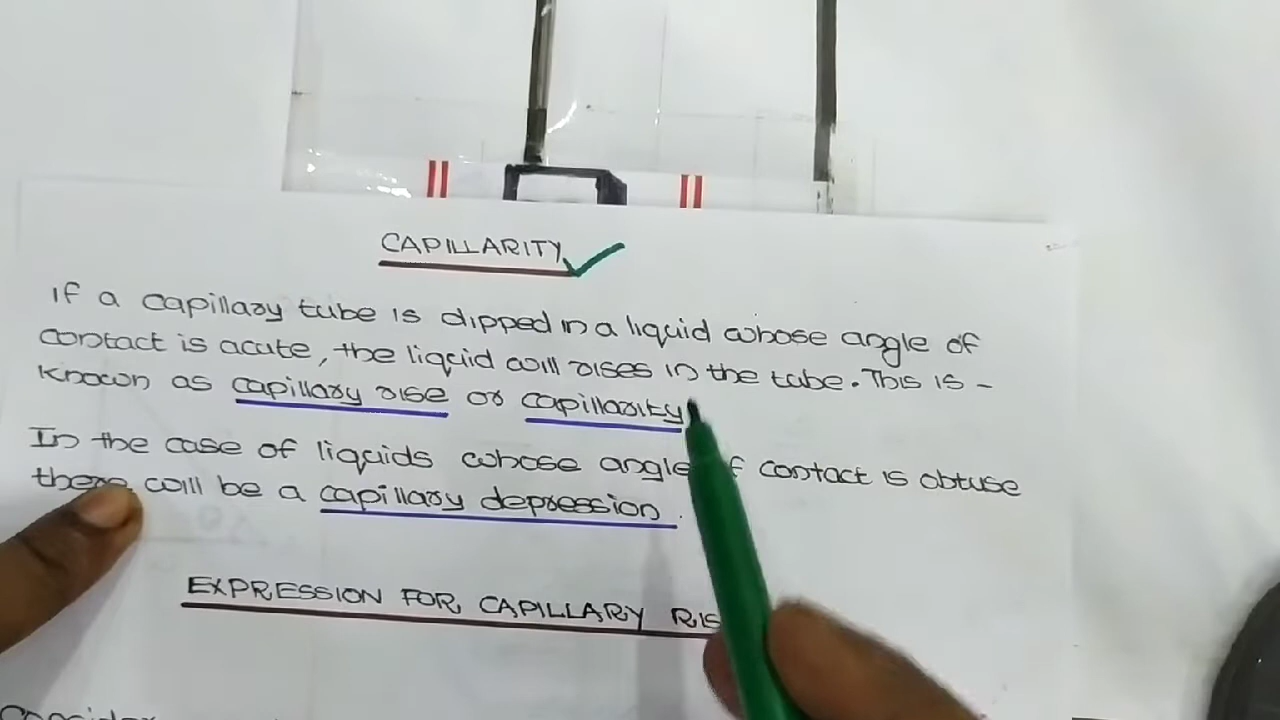 CAPILLARITY
If a capillary tube is dipped in a liquid whose angle of
contact is acute, the liquid will rises in the tube. This is -
known as capillary rise or capillarity
In the case of liquids whose angle of contact is obtuse
there will be a capillary depression.
EXPRESSION FOR CAPILLARY RIS